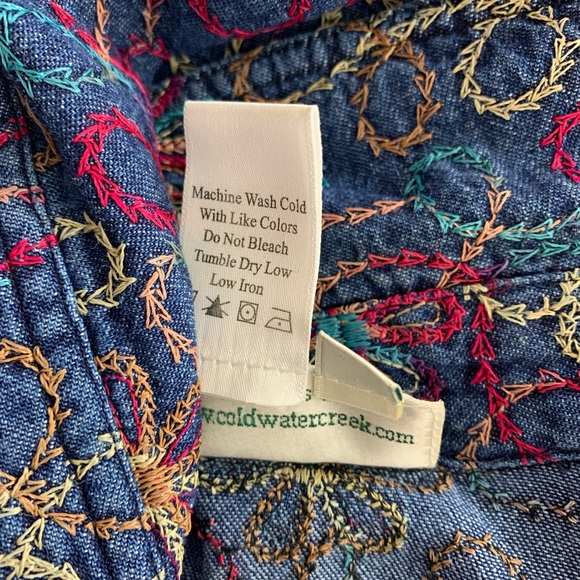 Machine Wash Cold
With Like Colors
Do Not Bleach
Tumble Dry Low
Low Iron
.coldwatercreek.com